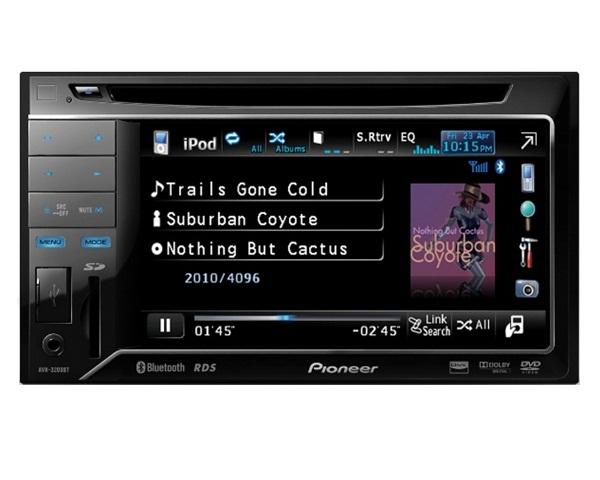 iPod All Albums S.Rtrv EQ Fri 23 Apr
10:15PM
Trails Gone Cold
SRC
OFF MUTE
Suburban Coyote
MENU MODE
Nothing But Cactus
2010/4096
Nothing But Cactus
Suburban
Coyote
01'45" -02'45" Link
Search All
AVH-3200BT Bluetooth RDS Pioneer DivX DOLBY
DIGITAL DVD
VIDEO